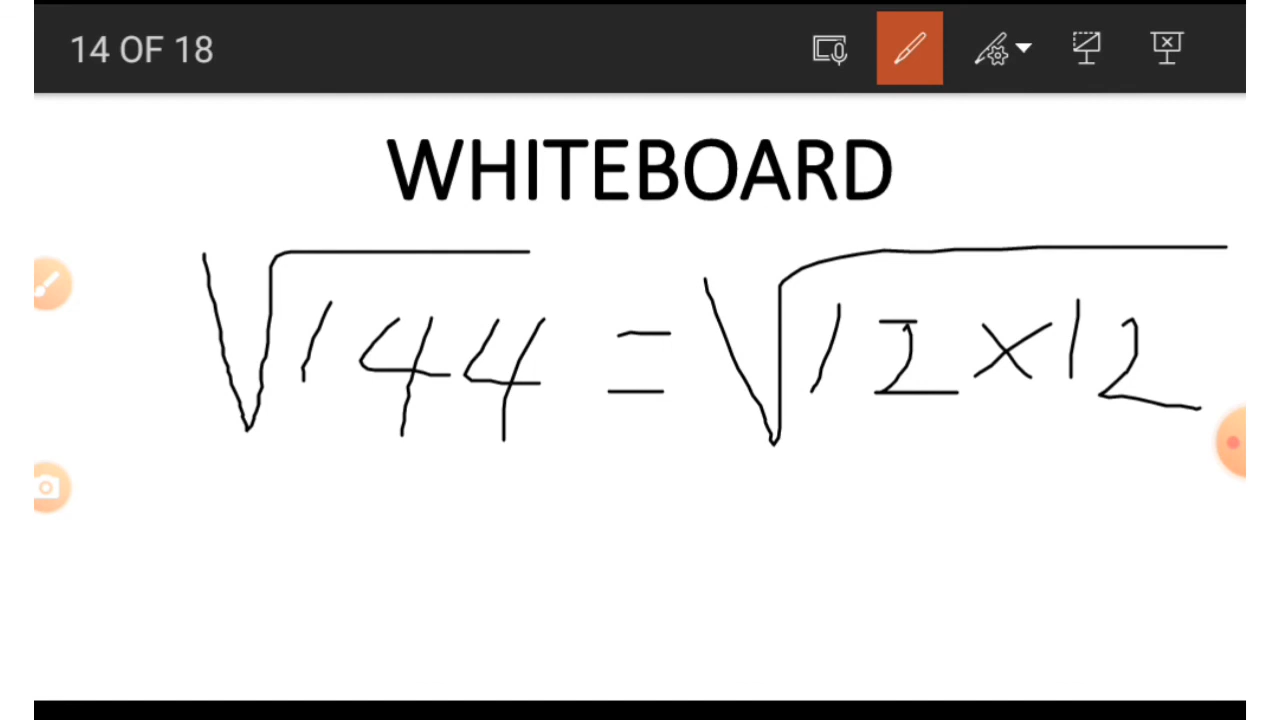 14 OF 18
WHITEBOARD
√144 = √12×12